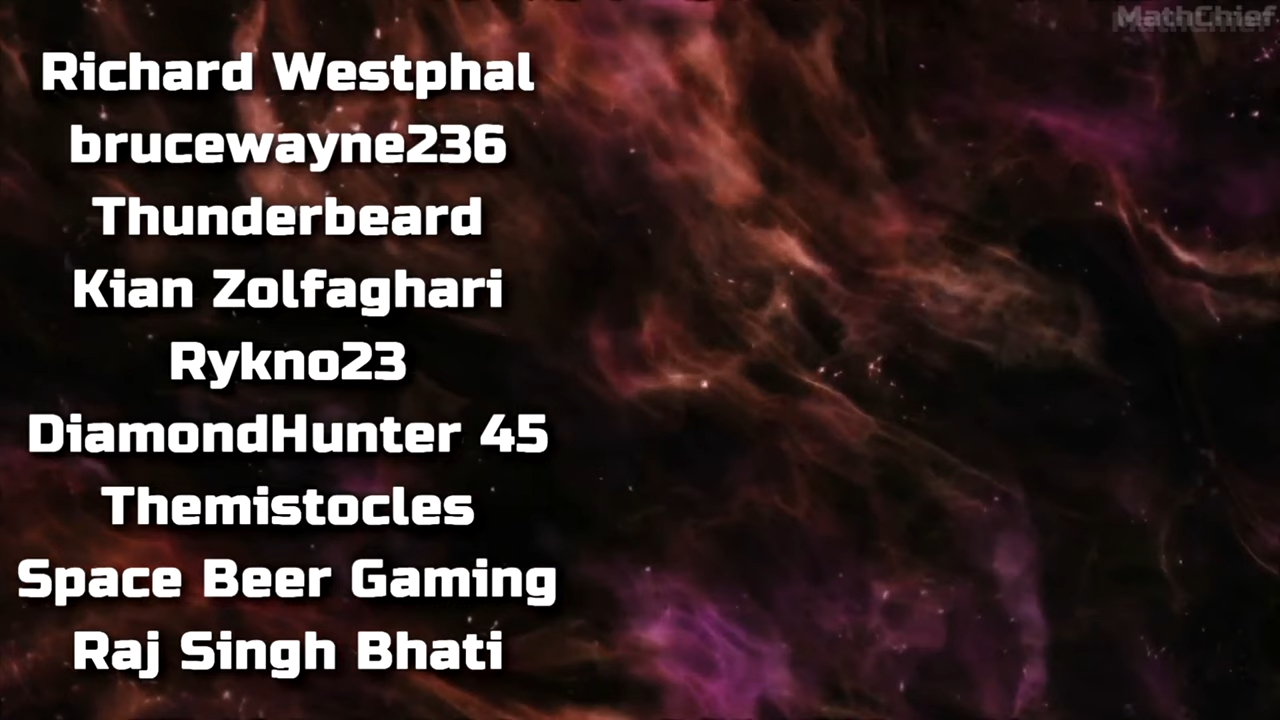 MathChief
Richard Westphal
brucewayne236
Thunderbeard
Kian Zolfaghari
Rykno23
DiamondHunter 45
Themistocles
Space Beer Gaming
Raj Singh Bhati